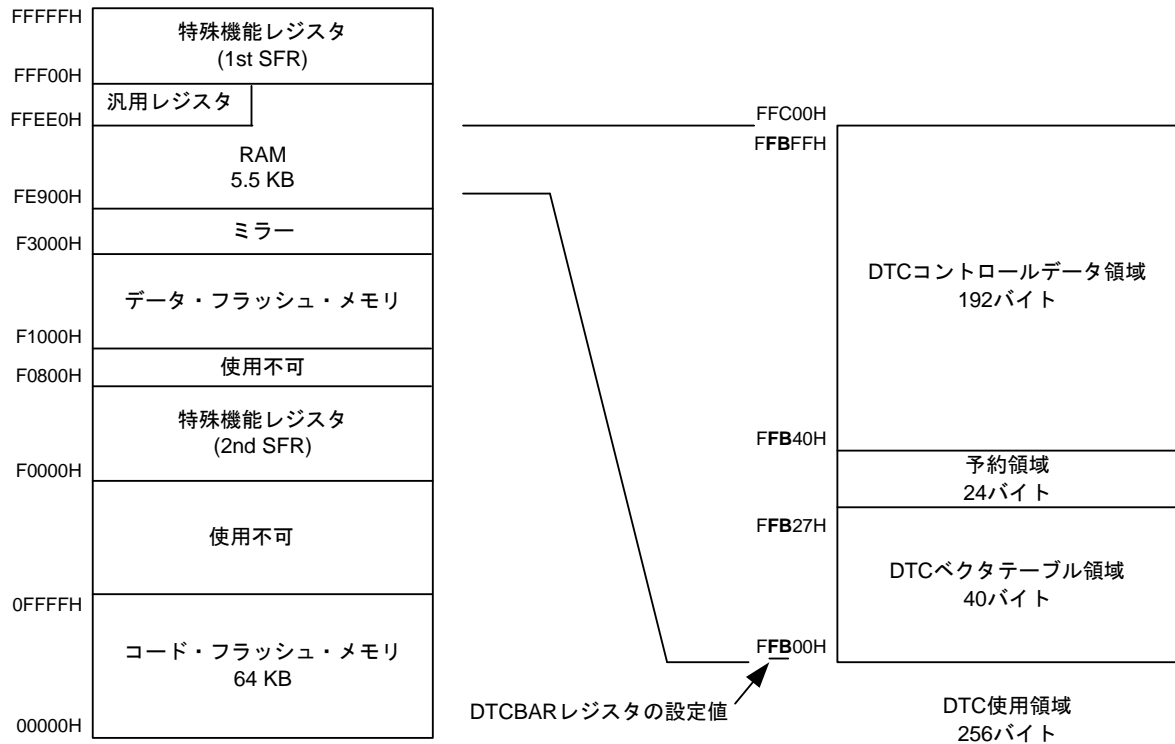 FFFFFH
特殊機能レジスタ
(1st SFR)
FFF00H
汎用レジスタ
FFEE0H
RAM
5.5 KB
FE900H
ミラー
F3000H
データ・フラッシュ・メモリ
F1000H
使用不可
F0800H
特殊機能レジスタ
(2nd SFR)
F0000H
使用不可
0FFFFH
コード・フラッシュ・メモリ
64 KB
00000H
FFC00H
FFBFFH
DTCコントロールデータ領域
192バイト
FFB40H
予約領域
24バイト
FFB27H
DTCベクタテーブル領域
40バイト
FFB00H
DTCBARレジスタの設定値
DTC使用領域
256バイト